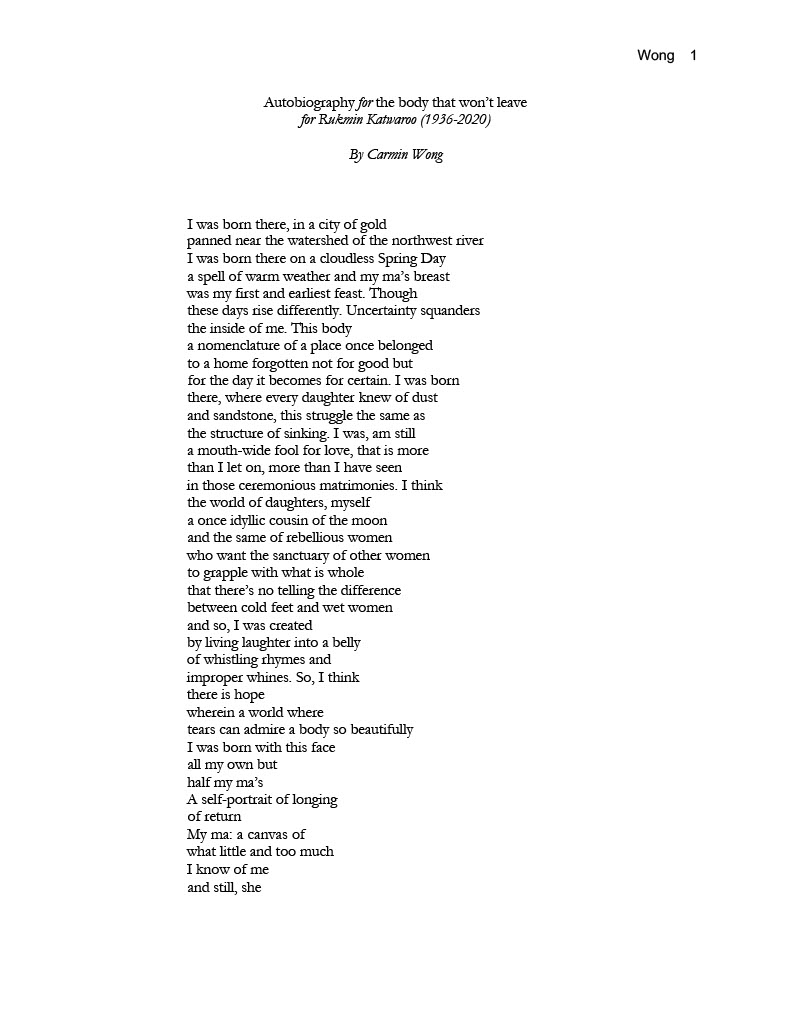 Wong 1
Autobiography for the body that won't leave
for Rukmin Katwaroo (1936-2020)
By Carmin Wong
I was born there, in a city of gold
panned near the watershed of the northwest river
I was born there on a cloudless Spring Day
a spell of warm weather and my ma's breast
was my first and earliest feast. Though
these days rise differently. Uncertainty squanders
the inside of me. This body
a nomenclature of a place once belonged
to a home forgotten not for good but
for the day it becomes for certain. I was born
there, where every daughter knew of dust
and sandstone, this struggle the same as
the structure of sinking. I was, am still
a mouth-wide fool for love, that is more
than I let on, more than I have seen
in those ceremonious matrimonies. I think
the world of daughters, myself
a once idyllic cousin of the moon
and the same of rebellious women
who want the sanctuary of other women
to grapple with what is whole
that there's no telling the difference
between cold feet and wet women
and so, I was created
by living laughter into a belly
of whistling rhymes and
improper whines. So, I think
there is hope
wherein a world where
tears can admire a body so beautifully
I was born with this face
all my own but
half my ma's
A self-portrait of longing
of return
My ma: a canvas of
what little and too much
I know of me
and still, she